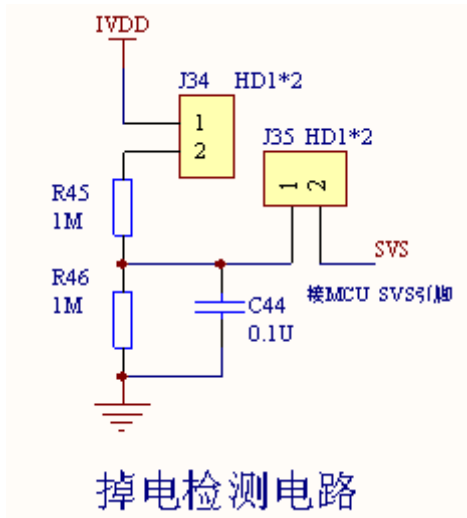 IVDD
J34 HD1*2
1
2
J35 HD1*2
1 2
R45
1M
SVS
R46
1M
接MCU SVS引脚
C44
0.1U
掉电检测电路